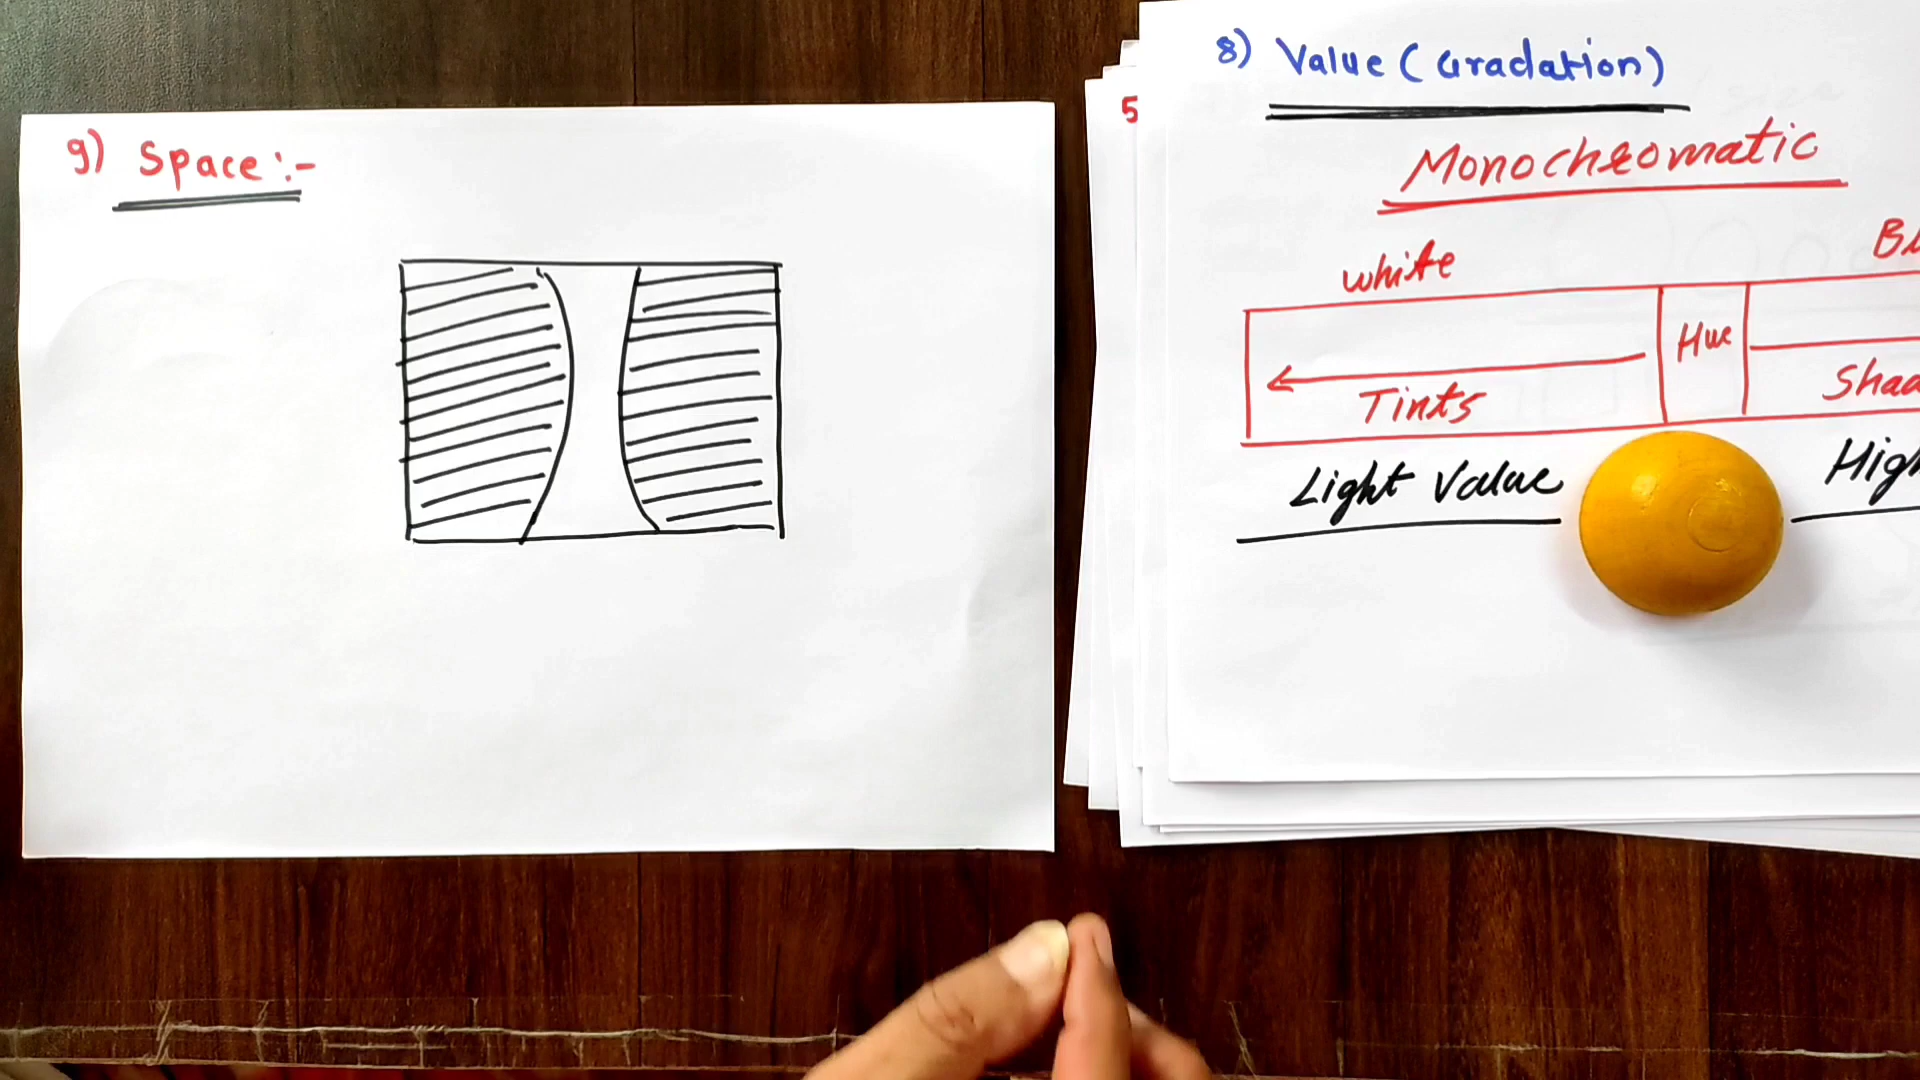 9) Space:-
8) Value (Gradation)
5
Monochromatic
White
Hue
Tints
Light Value